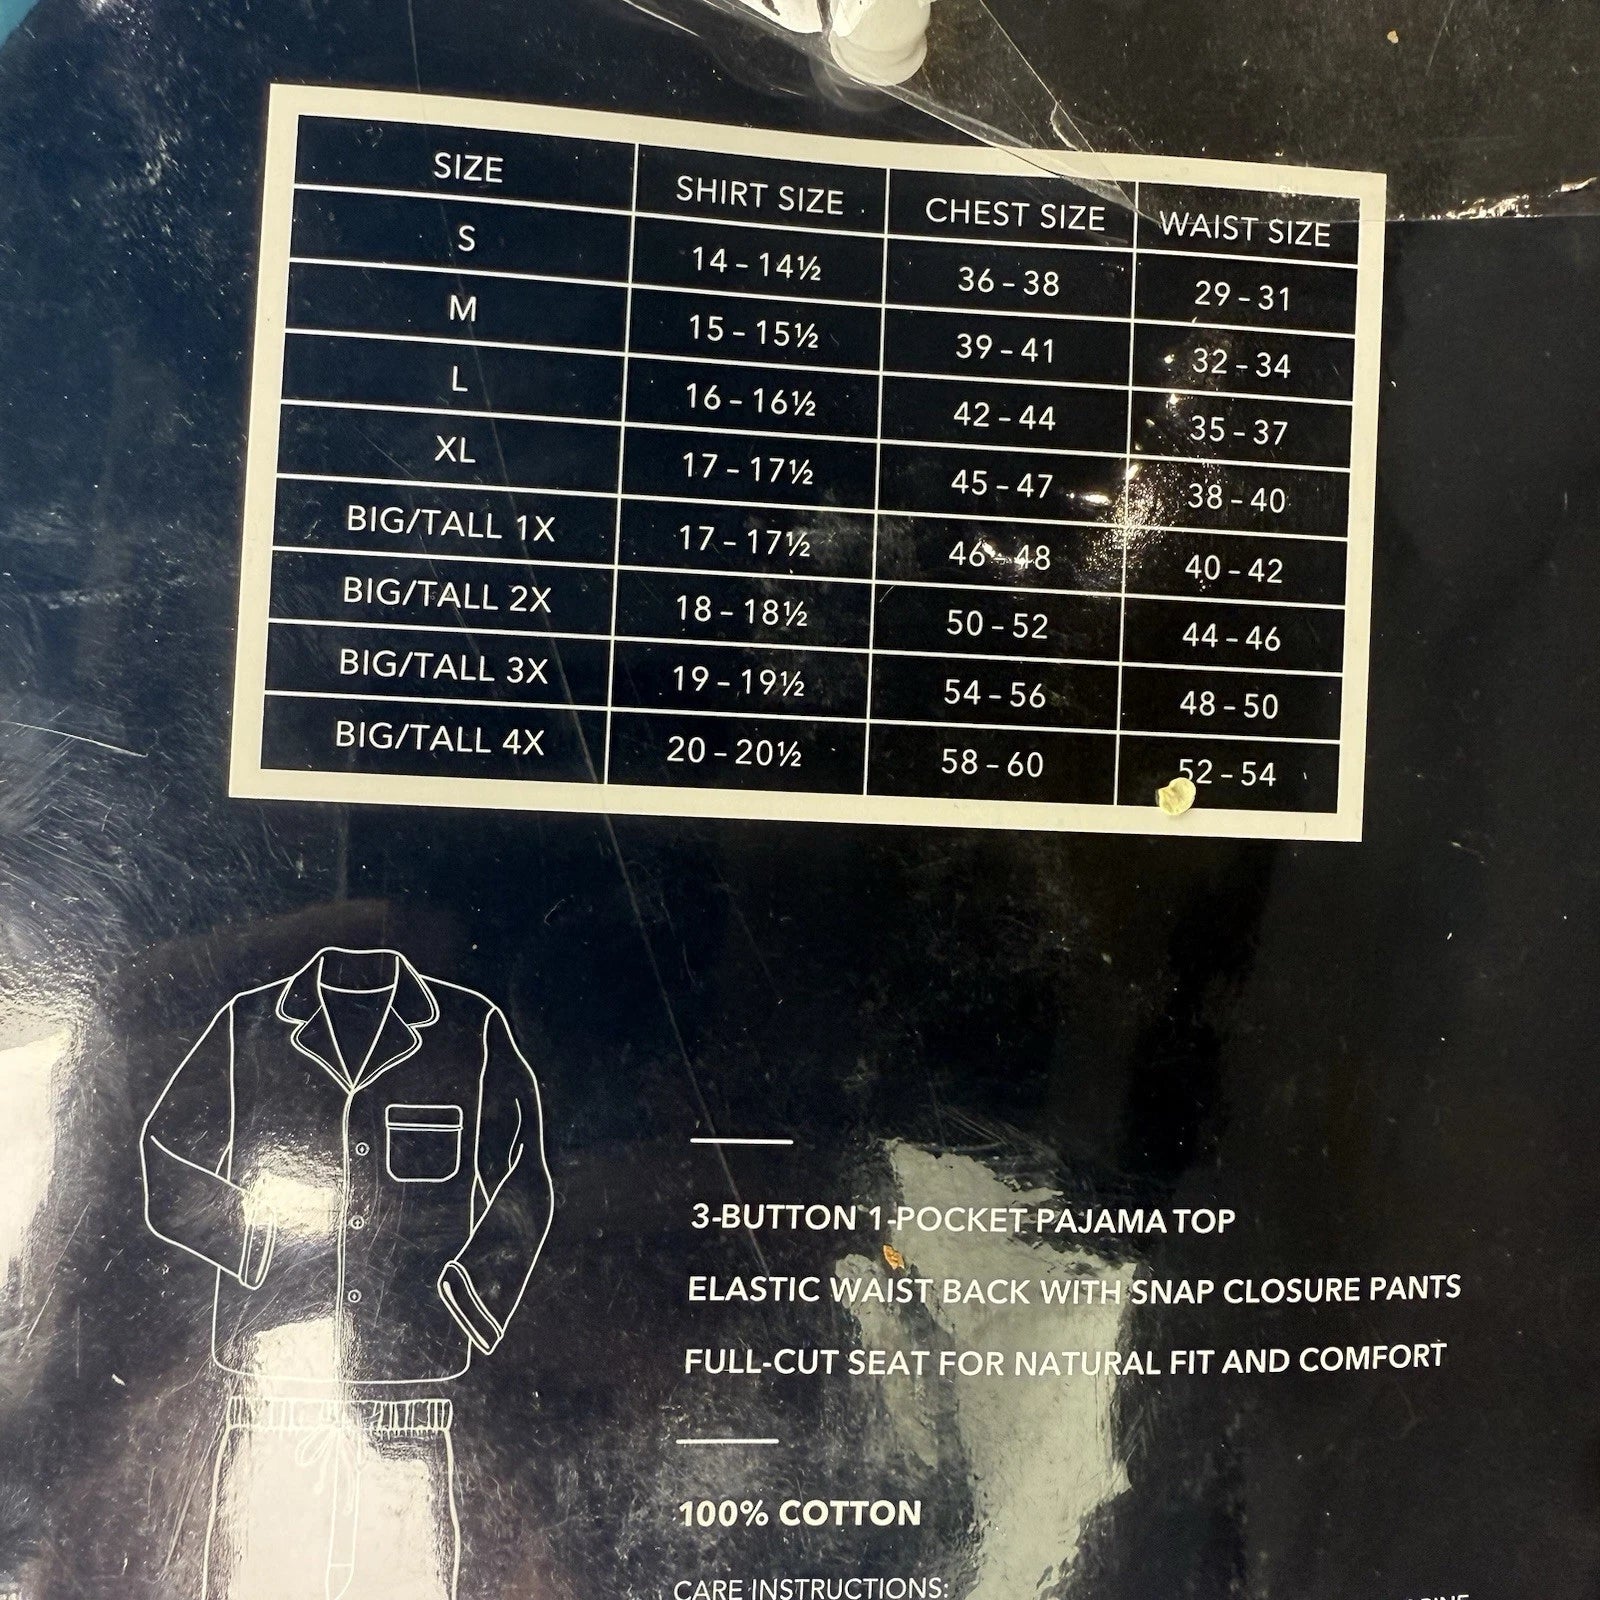 SIZE SHIRT SIZE CHEST SIZE WAIST SIZE
S 14 - 14½ 36 - 38 29 - 31
M 15 - 15½ 39 - 41 32 - 34
L 16 - 16½ 42 - 44 35 - 37
XL 17 - 17½ 45 - 47 38 - 40
BIG/TALL 1X 17 - 17½ 46 - 48 40 - 42
BIG/TALL 2X 18 - 18½ 50 - 52 44 - 46
BIG/TALL 3X 19 - 19½ 54 - 56 48 - 50
BIG/TALL 4X 20 - 20½ 58 - 60 52 - 54
3-BUTTON 1-POCKET PAJAMA TOP
ELASTIC WAIST BACK WITH SNAP CLOSURE PANTS
FULL-CUT SEAT FOR NATURAL FIT AND COMFORT
100% COTTON
CARE INSTRUCTIONS: